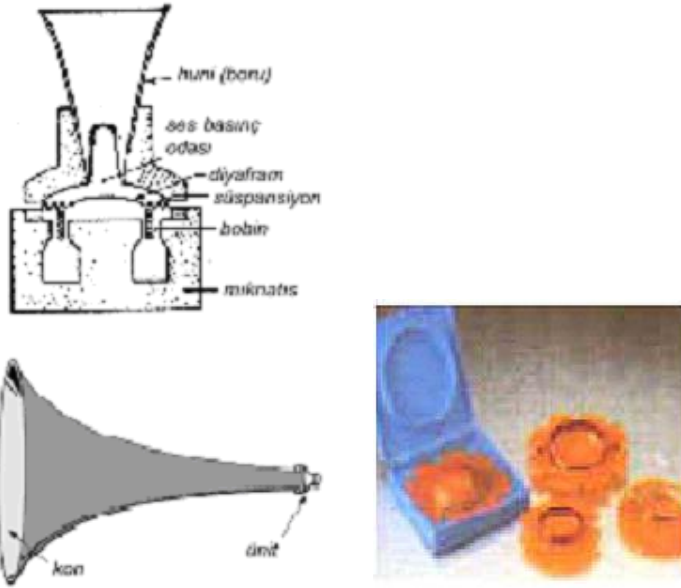 huni (boru)
ses basınç
odası
diyafram
süspansiyon
bobin
mıknatıs
kon
ünit